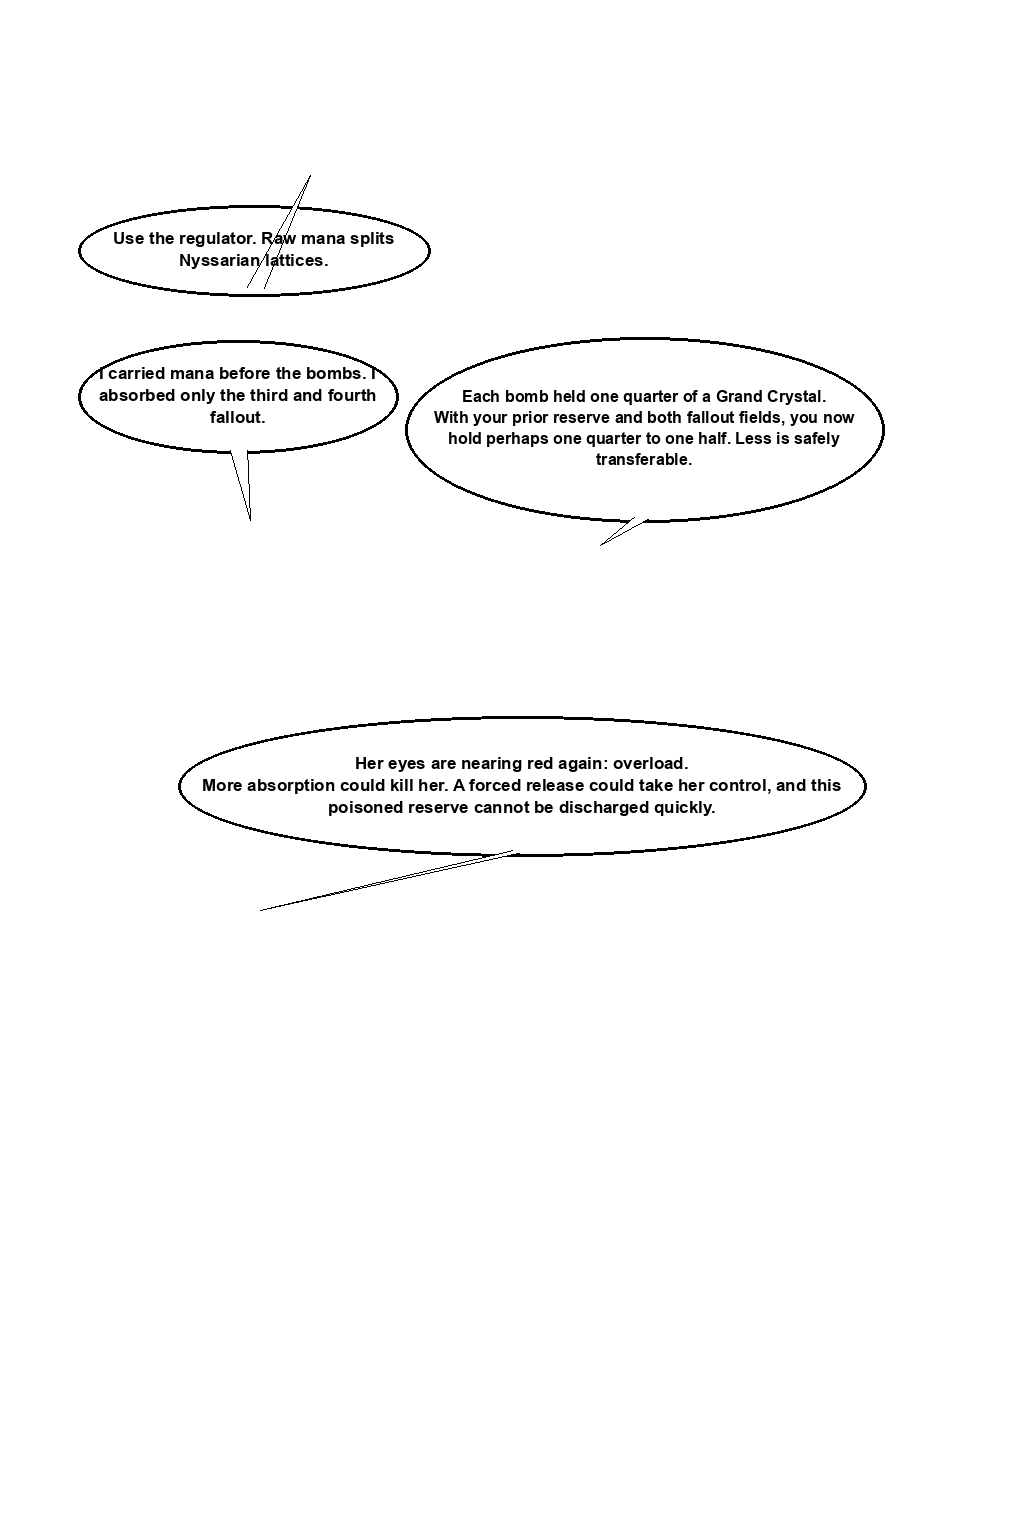 Use the regulator. Raw mana splits
Nyssarian lattices.
I carried mana before the bombs. I
absorbed only the third and fourth
fallout.
Each bomb held one quarter of a Grand Crystal.
With your prior reserve and both fallout fields, you now
hold perhaps one quarter to one half. Less is safely
transferable.
Her eyes are nearing red again: overload.
More absorption could kill her. A forced release could take her control, and this
poisoned reserve cannot be discharged quickly.